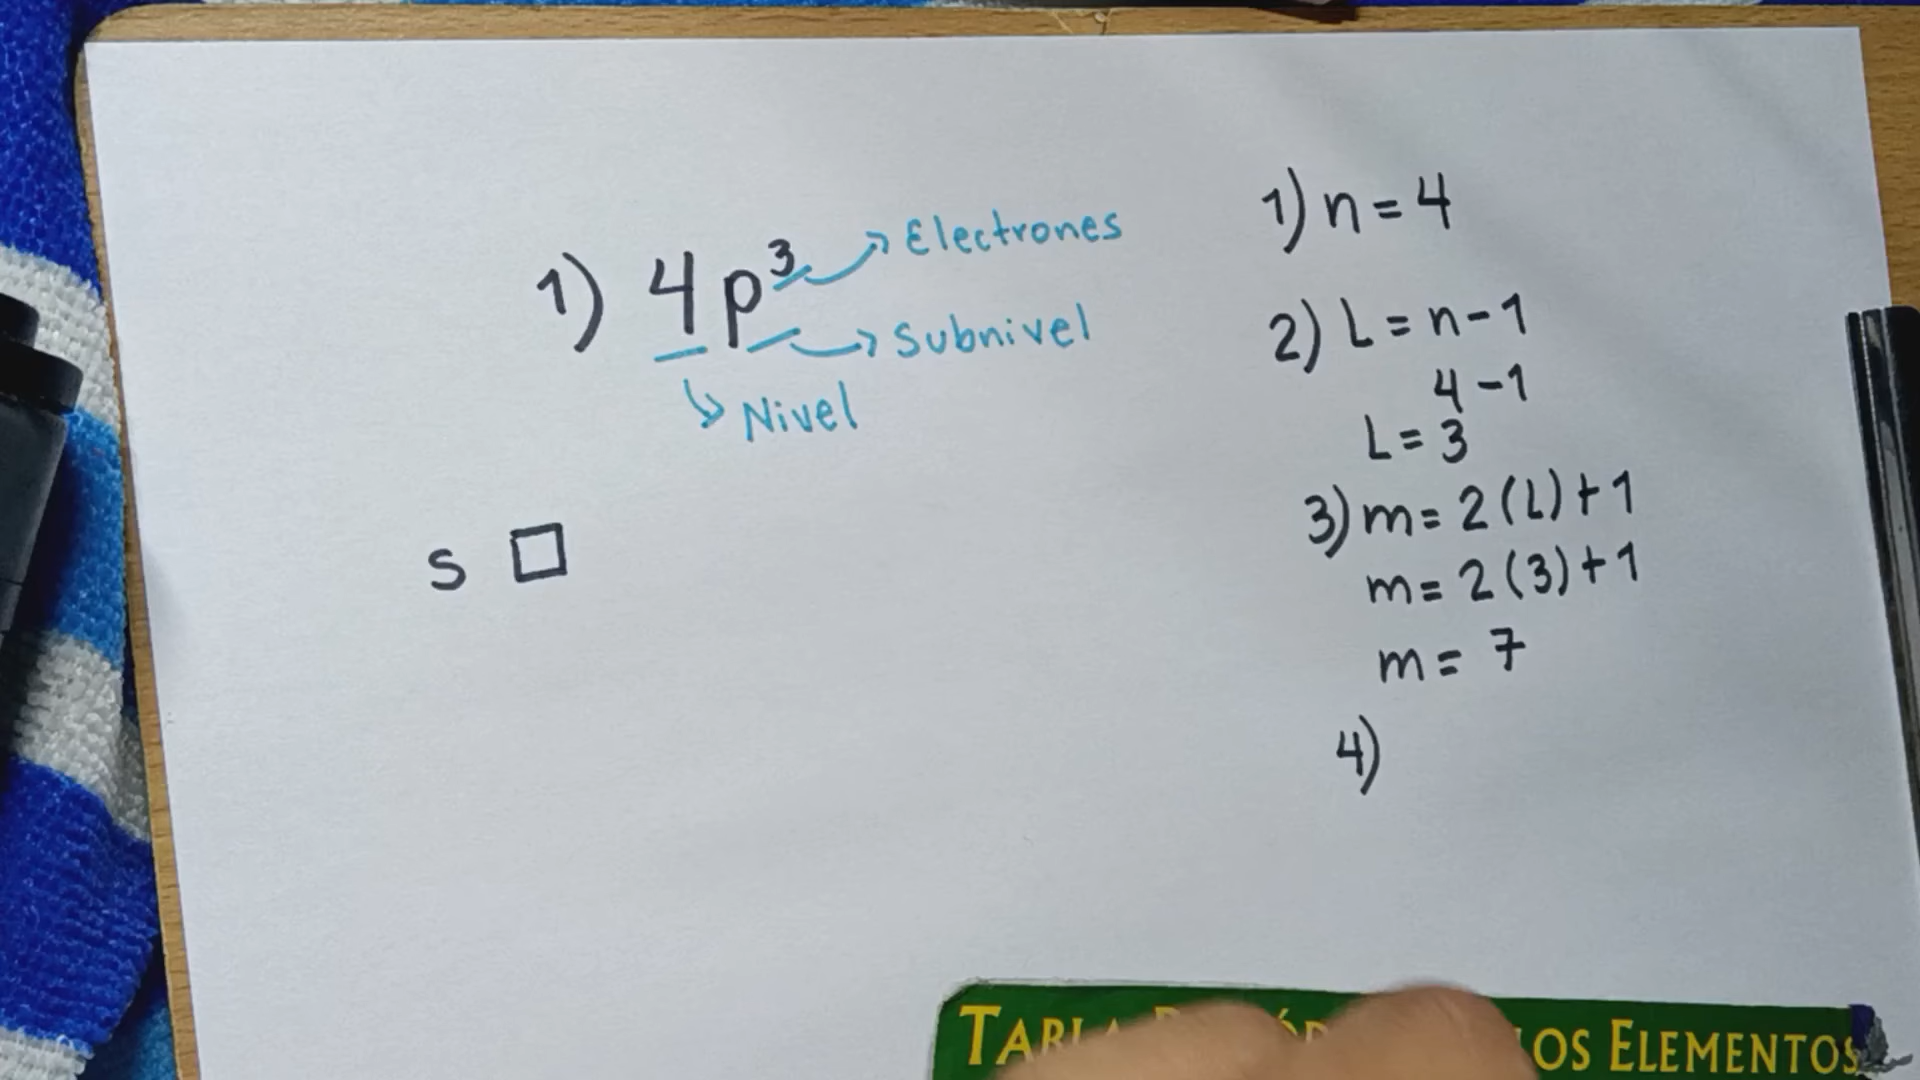 1) 4p³
Electrones
Subnivel
Nivel
s
1) n = 4
2) L = n - 1
4 - 1
L = 3
3) m = 2 (L) + 1
m = 2 (3) + 1
m = 7
4)
LOS ELEMENTOS